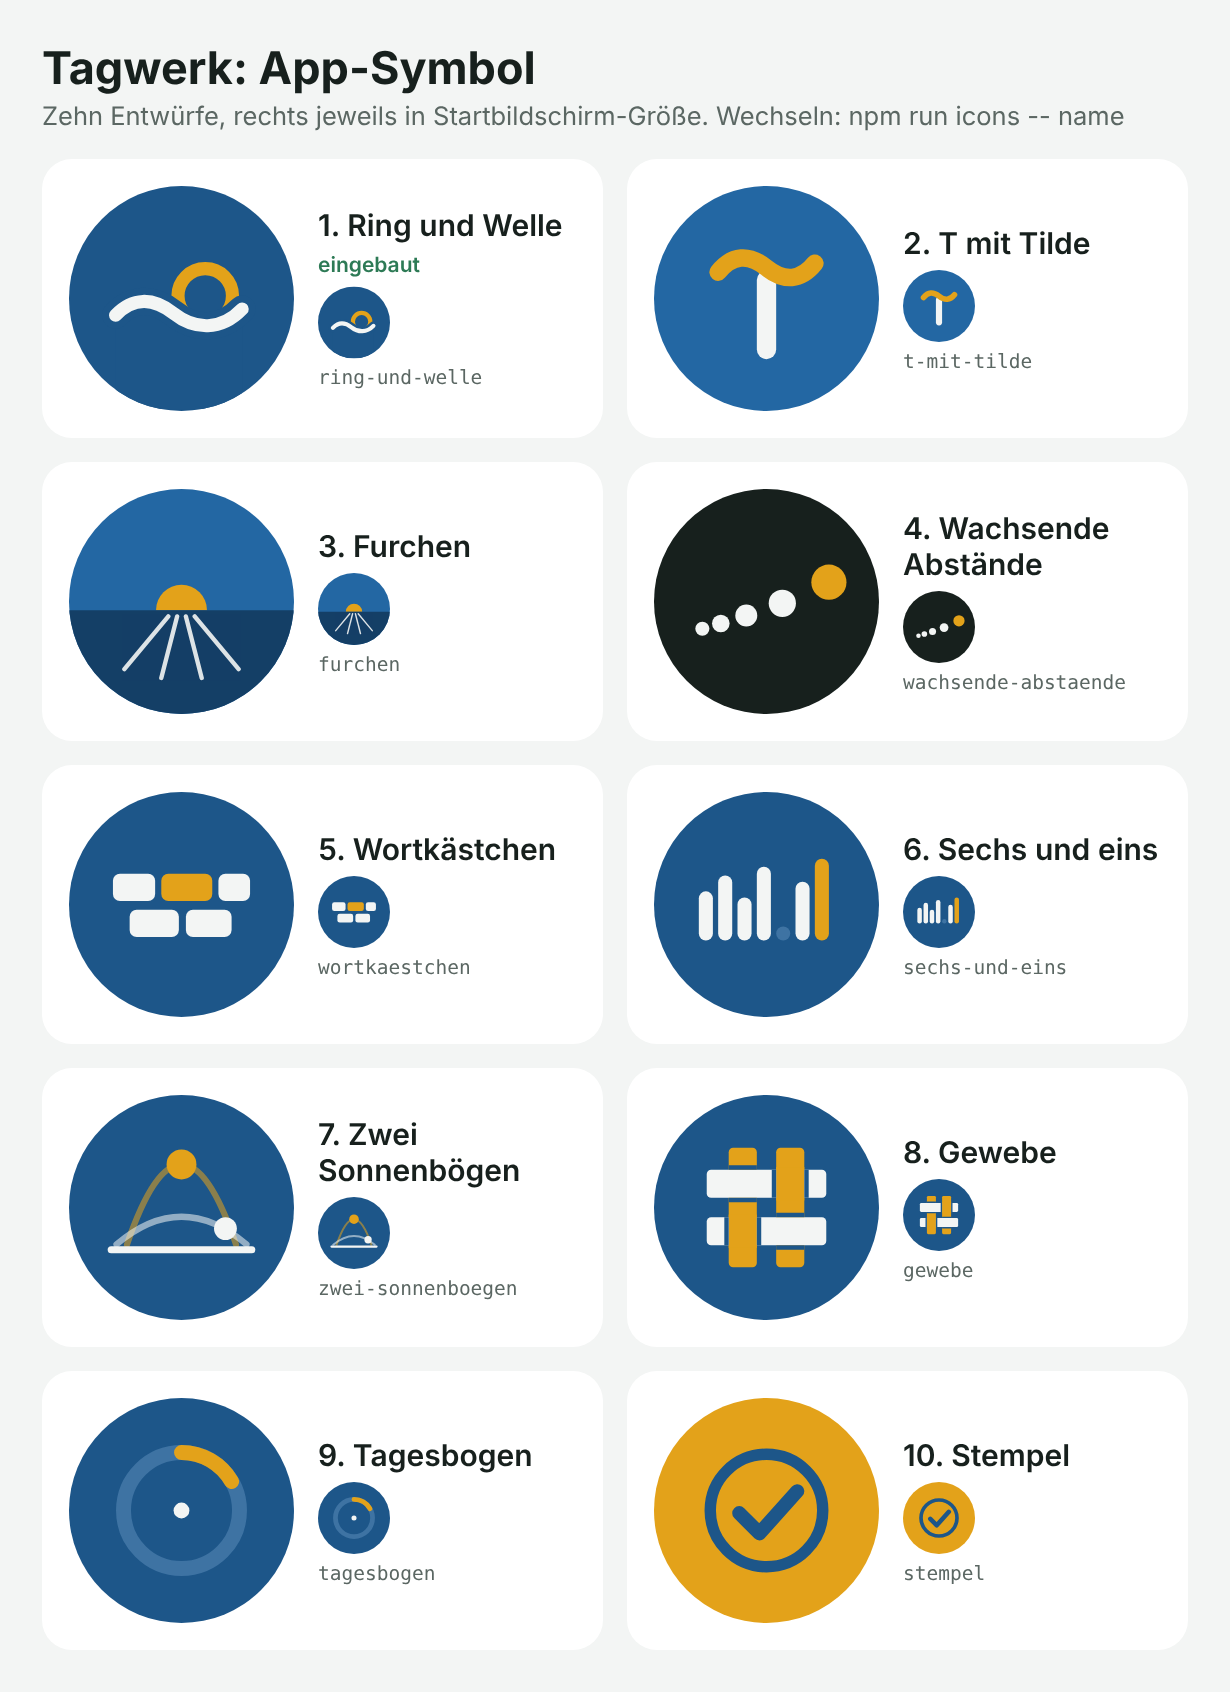 Tagwerk: App-Symbol
Zehn Entwürfe, rechts jeweils in Startbildschirm-Größe. Wechseln: npm run icons -- name
1. Ring und Welle
eingebaut
ring-und-welle
2. T mit Tilde
t-mit-tilde
3. Furchen
furchen
4. Wachsende
Abstände
wachsende-abstaende
5. Wortkästchen
wortkaestchen
6. Sechs und eins
sechs-und-eins
7. Zwei
Sonnenbögen
zwei-sonnenboegen
8. Gewebe
gewebe
9. Tagesbogen
tagesbogen
10. Stempel
stempel